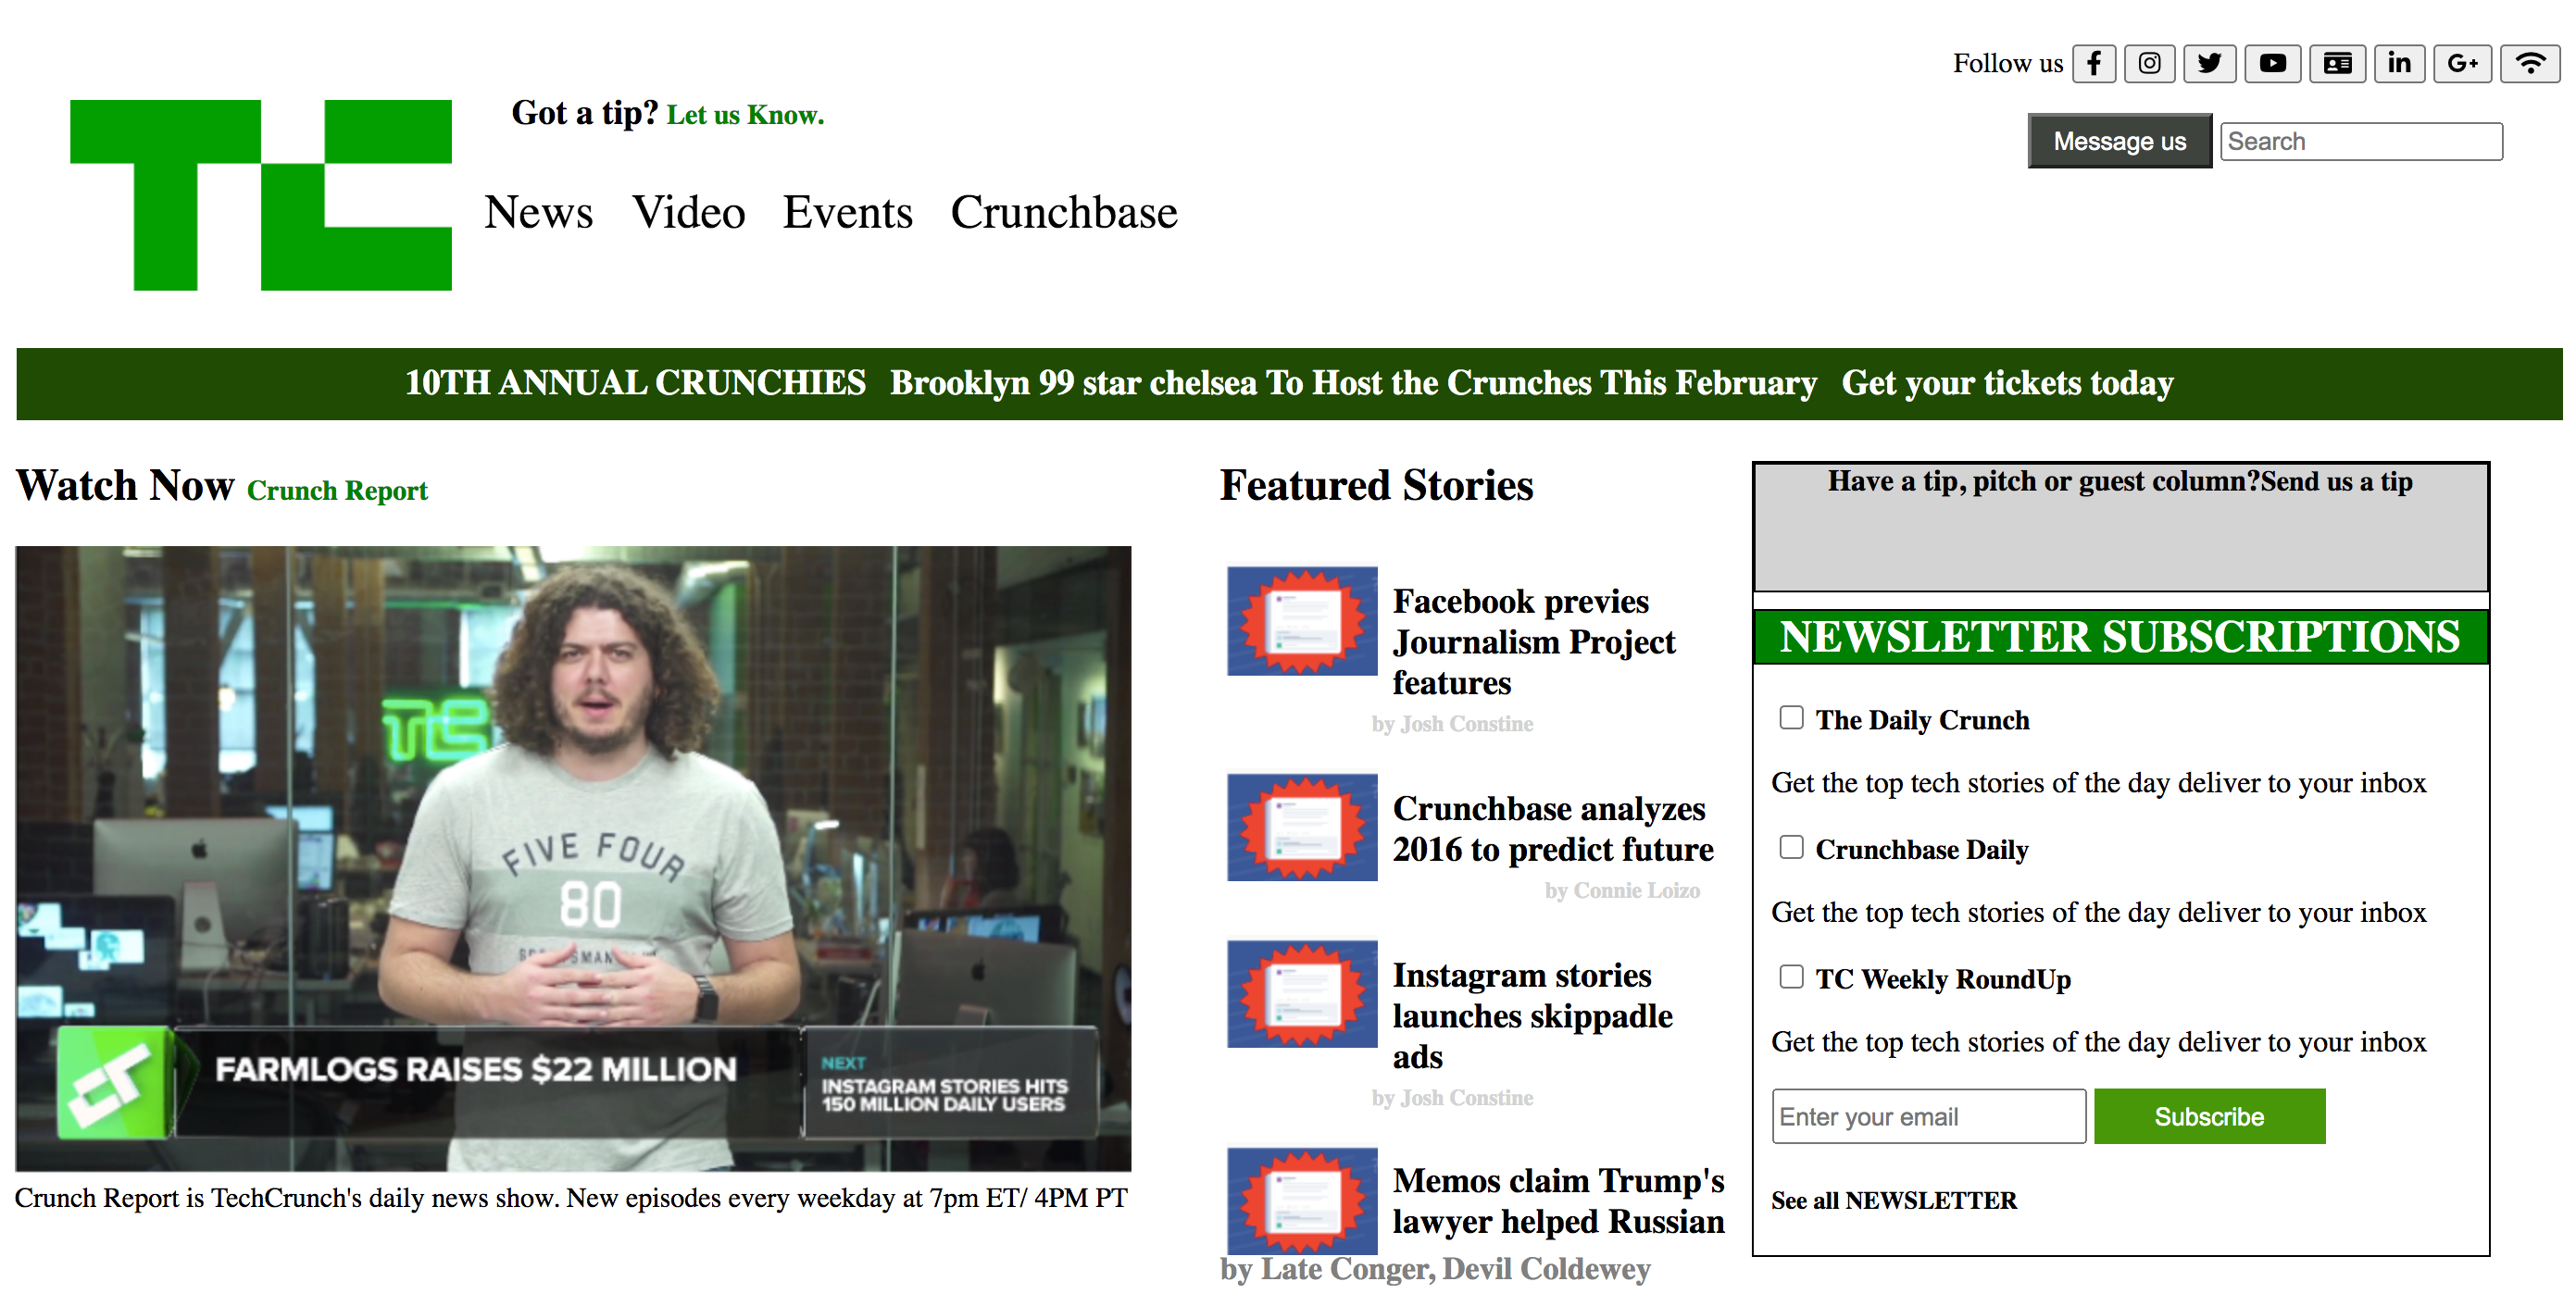 Follow us
TC
Got a tip? Let us Know.
Message us Search
News Video Events Crunchbase
10TH ANNUAL CRUNCHIES Brooklyn 99 star chelsea To Host the Crunches This February Get your tickets today
Watch Now Crunch Report
TC
FIVE FOUR
80
FARMLOGS RAISES $22 MILLION
NEXT
INSTAGRAM STORIES HITS
150 MILLION DAILY USERS
Crunch Report is TechCrunch's daily news show. New episodes every weekday at 7pm ET/ 4PM PT
Featured Stories
Facebook previes
Journalism Project
features
by Josh Constine
Crunchbase analyzes
2016 to predict future
by Connie Loizo
Instagram stories
launches skippadle
ads
by Josh Constine
Memos claim Trump's
lawyer helped Russian
by Late Conger, Devil Coldewey
Have a tip, pitch or guest column?Send us a tip
NEWSLETTER SUBSCRIPTIONS
The Daily Crunch
Get the top tech stories of the day deliver to your inbox
Crunchbase Daily
Get the top tech stories of the day deliver to your inbox
TC Weekly RoundUp
Get the top tech stories of the day deliver to your inbox
Enter your email Subscribe
See all NEWSLETTER